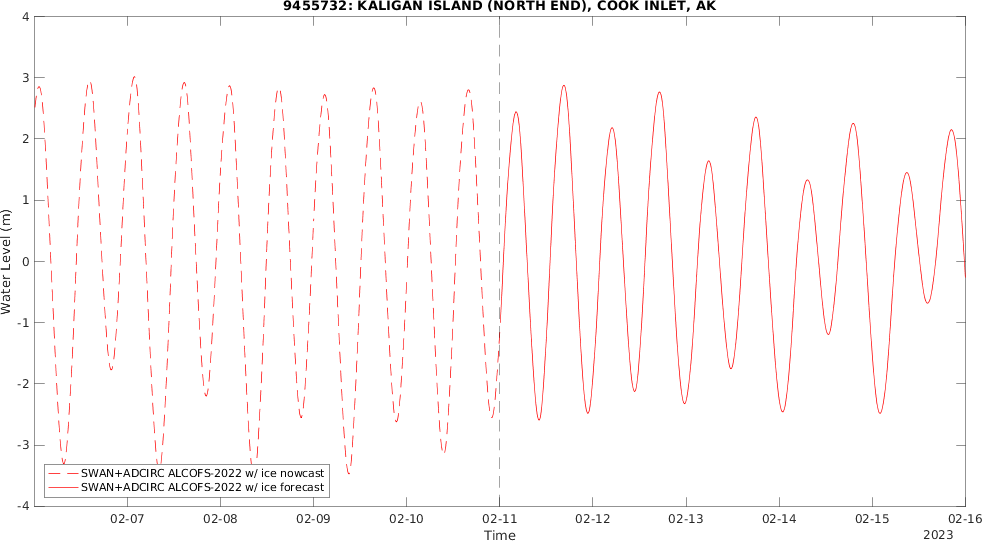 9455732: KALIGAN ISLAND (NORTH END), COOK INLET, AK
4
3
2
1
0
-1
-2
-3
-4
Water Level (m)
SWAN+ADCIRC ALCOFS-2022 w/ ice nowcast
SWAN+ADCIRC ALCOFS-2022 w/ ice forecast
02-07 02-08 02-09 02-10 02-11 02-12 02-13 02-14 02-15 02-16
Time 2023